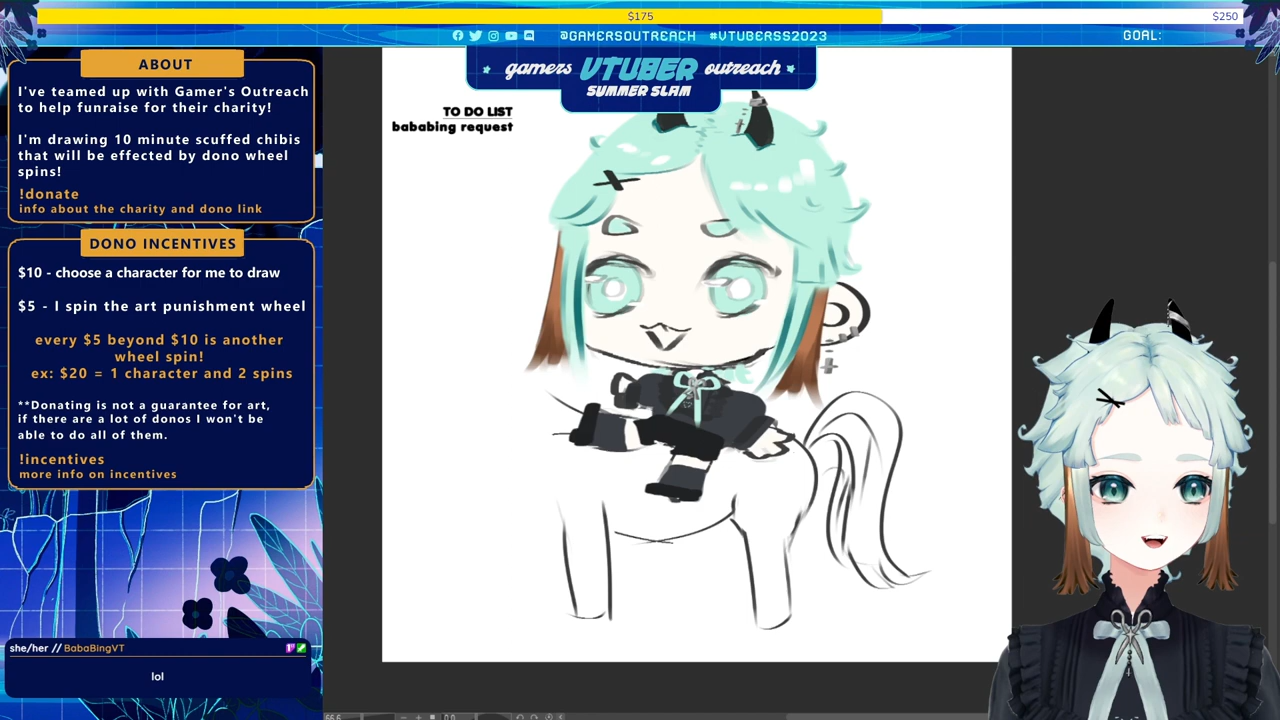 $175
$250
@GAMERSOUTREACH #VTUBERSS2023
GOAL:
gamers VTUBER outreach
SUMMER SLAM
ABOUT
I've teamed up with Gamer's Outreach
to help funraise for their charity!
I'm drawing 10 minute scuffed chibis
that will be effected by dono wheel
spins!
!donate
info about the charity and dono link
DONO INCENTIVES
$10 - choose a character for me to draw
$5 - I spin the art punishment wheel
every $5 beyond $10 is another
wheel spin!
ex: $20 = 1 character and 2 spins
**Donating is not a guarantee for art,
if there are a lot of donos I won't be
able to do all of them.
!incentives
more info on incentives
TO DO LIST
bababing request
she/her // BabaBingVT
lol
66.6
0.0